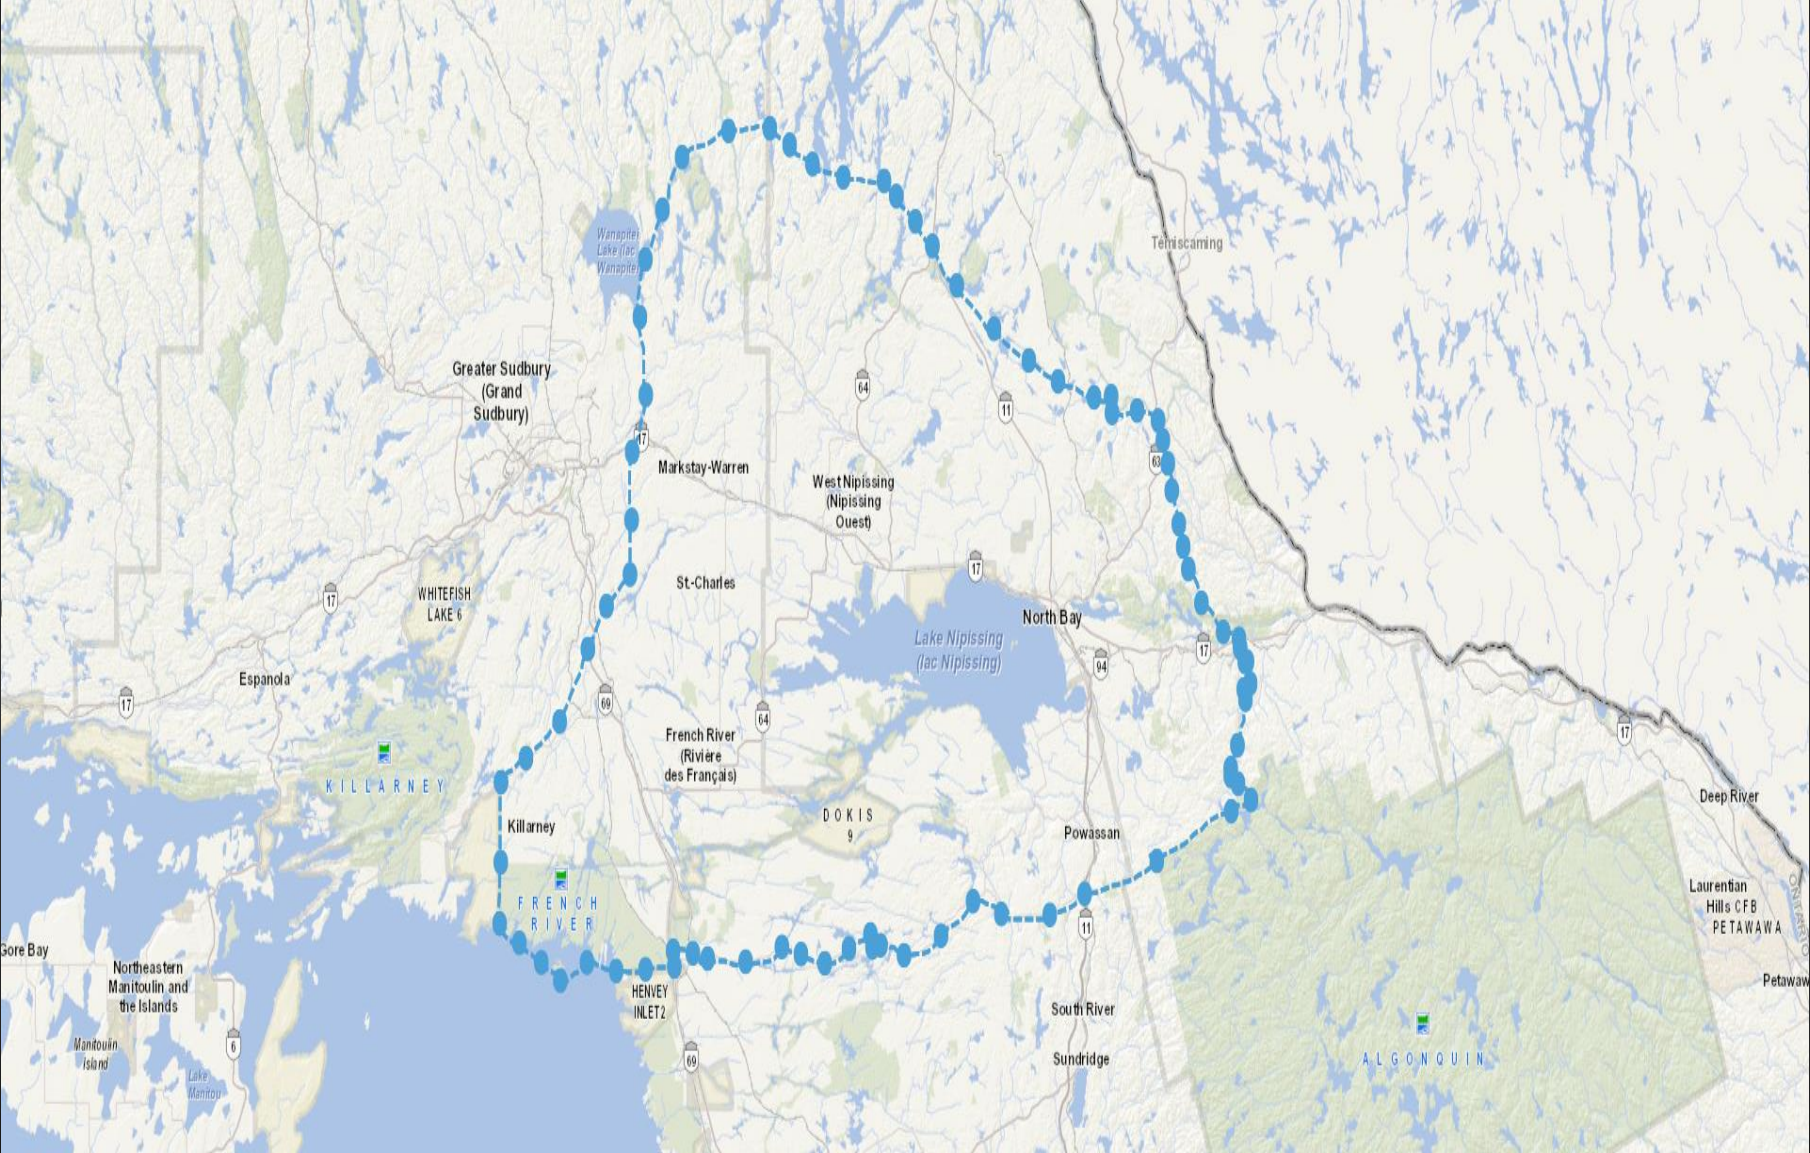 Wanapitei
Lake (lac
Wanapitei
Témiscaming
Greater Sudbury
(Grand
Sudbury)
64
11
17
Markstay-Warren
63
West Nipissing
(Nipissing
Ouest)
17
St.-Charles
WHITEFISH
LAKE 6
17
North Bay
Lake Nipissing
(lac Nipissing)
17
94
Espanola
17
69
64
17
French River
(Rivière
des Français)
KILLARNEY
Deep River
DOKIS
9
Killarney
Powassan
FRENCH
RIVER
Laurentian
Hills CFB
PETAWAWA
ONTARIO
11
Gore Bay
Northeastern
Manitoulin and
the Islands
HENVEY
INLET 2
Petawaw
South River
6
Manitoulin
Island
69
Sundridge
ALGONQUIN
Lake
Manitou